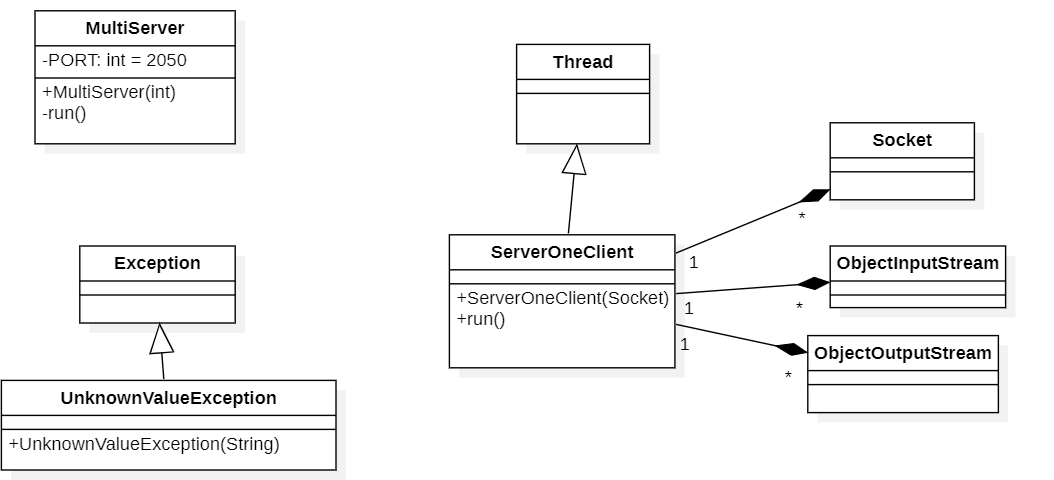 MultiServer
-PORT: int = 2050
+MultiServer(int)
-run()
Thread
Socket
*
Exception
ServerOneClient
+ServerOneClient(Socket)
+run()
1
1
1
ObjectInputStream
*
ObjectOutputStream
*
UnknownValueException
+UnknownValueException(String)